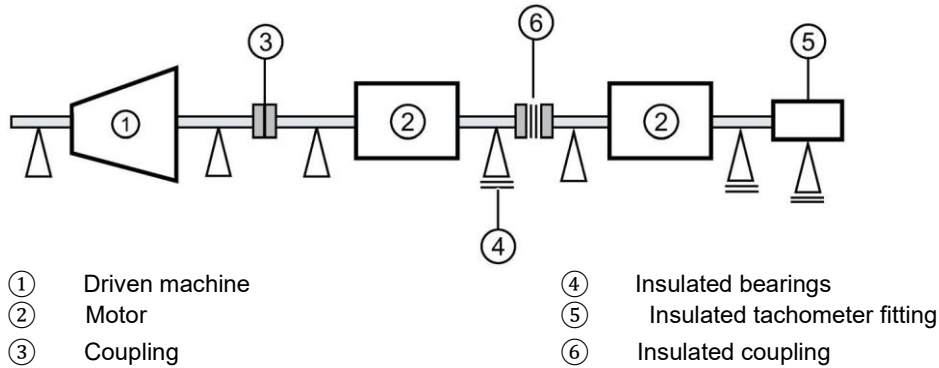 ③ ⑥ ⑤
① ② ②
④
① Driven machine ④ Insulated bearings
② Motor ⑤ Insulated tachometer fitting
③ Coupling ⑥ Insulated coupling